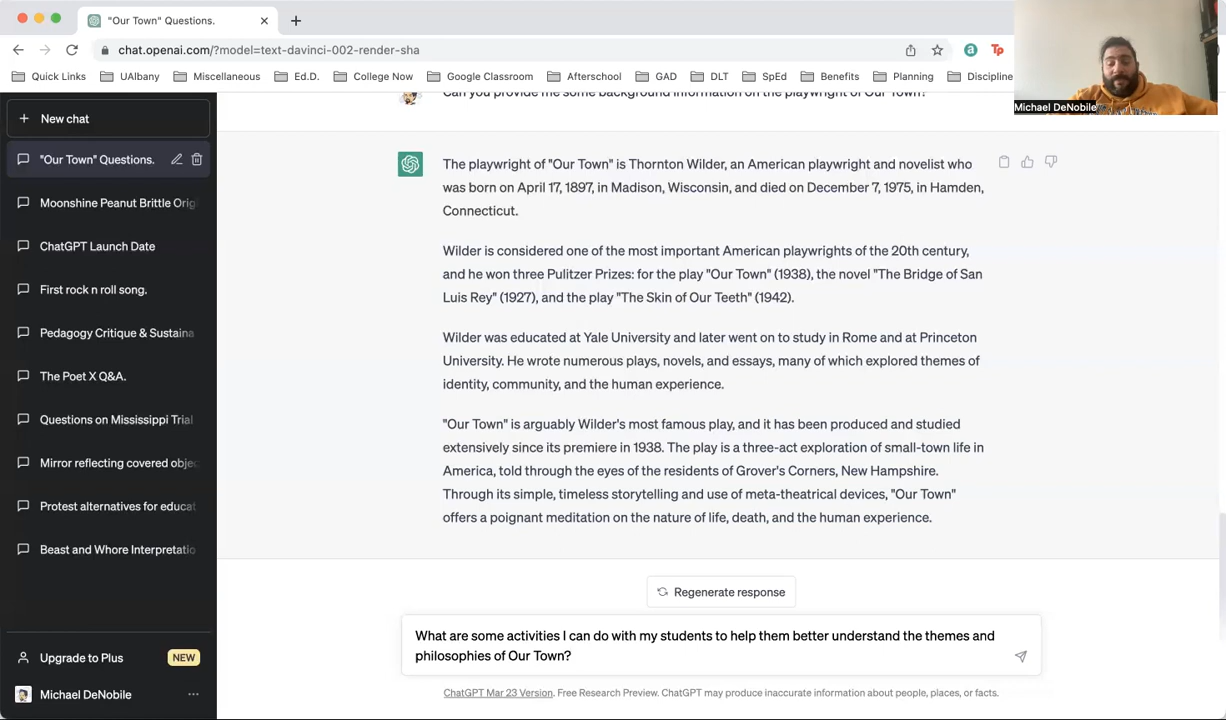 "Our Town" Questions.
chat.openai.com/?model=text-davinci-002-render-sha
Quick Links UAlbany Miscellaneous Ed.D. College Now Google Classroom Afterschool GAD DLT SpEd Benefits Planning Discipline
Michael DeNobile
New chat
"Our Town" Questions.
Moonshine Peanut Brittle Orig
ChatGPT Launch Date
First rock n roll song.
Pedagogy Critique & Sustaina
The Poet X Q&A.
Questions on Mississippi Trial
Mirror reflecting covered obje
Protest alternatives for educat
Beast and Whore Interpretatio
Upgrade to Plus NEW
Michael DeNobile
Can you provide me some background information on the playwright of Our Town?
The playwright of "Our Town" is Thornton Wilder, an American playwright and novelist who
was born on April 17, 1897, in Madison, Wisconsin, and died on December 7, 1975, in Hamden,
Connecticut.
Wilder is considered one of the most important American playwrights of the 20th century,
and he won three Pulitzer Prizes: for the play "Our Town" (1938), the novel "The Bridge of San
Luis Rey" (1927), and the play "The Skin of Our Teeth" (1942).
Wilder was educated at Yale University and later went on to study in Rome and at Princeton
University. He wrote numerous plays, novels, and essays, many of which explored themes of
identity, community, and the human experience.
"Our Town" is arguably Wilder's most famous play, and it has been produced and studied
extensively since its premiere in 1938. The play is a three-act exploration of small-town life in
America, told through the eyes of the residents of Grover's Corners, New Hampshire.
Through its simple, timeless storytelling and use of meta-theatrical devices, "Our Town"
offers a poignant meditation on the nature of life, death, and the human experience.
Regenerate response
What are some activities I can do with my students to help them better understand the themes and
philosophies of Our Town?
ChatGPT Mar 23 Version. Free Research Preview. ChatGPT may produce inaccurate information about people, places, or facts.